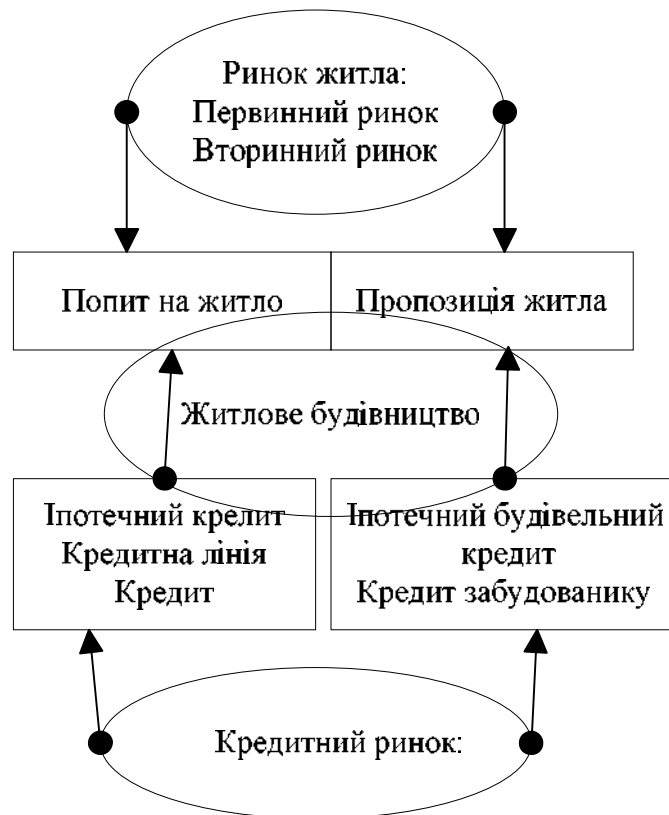 Ринок житла:
Первинний ринок
Вторинний ринок
Попит на житло
Пропозиція житла
Житлове будівництво
Іпотечний крелит
Кредитна лінія
Кредит
Іпотечний будівельний
кредит
Кредит забудованику
Кредитний ринок: